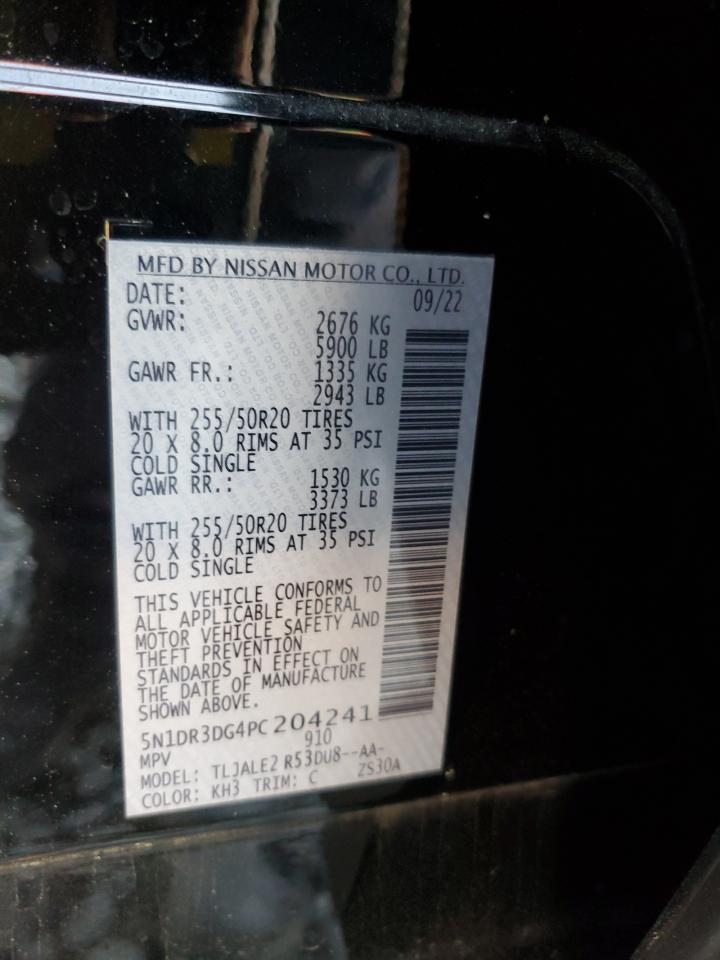 MFD BY NISSAN MOTOR CO., LTD.
DATE: 09/22
GVWR: 2676 KG
5900 LB
GAWR FR.: 1335 KG
2943 LB
WITH 255/50R20 TIRES
20 X 8.0 RIMS AT 35 PSI
COLD SINGLE
GAWR RR.: 1530 KG
3373 LB
WITH 255/50R20 TIRES
20 X 8.0 RIMS AT 35 PSI
COLD SINGLE
THIS VEHICLE CONFORMS TO
ALL APPLICABLE FEDERAL
MOTOR VEHICLE SAFETY AND
THEFT PREVENTION
STANDARDS IN EFFECT ON
THE DATE OF MANUFACTURE
SHOWN ABOVE.
5N1DR3DG4PC204241
MPV 910
MODEL: TLJALE2 R53DU8--AA-
COLOR: KH3 TRIM: C ZS30A